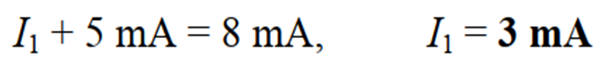 I₁ + 5 mA = 8 mA, I₁ = 3 mA